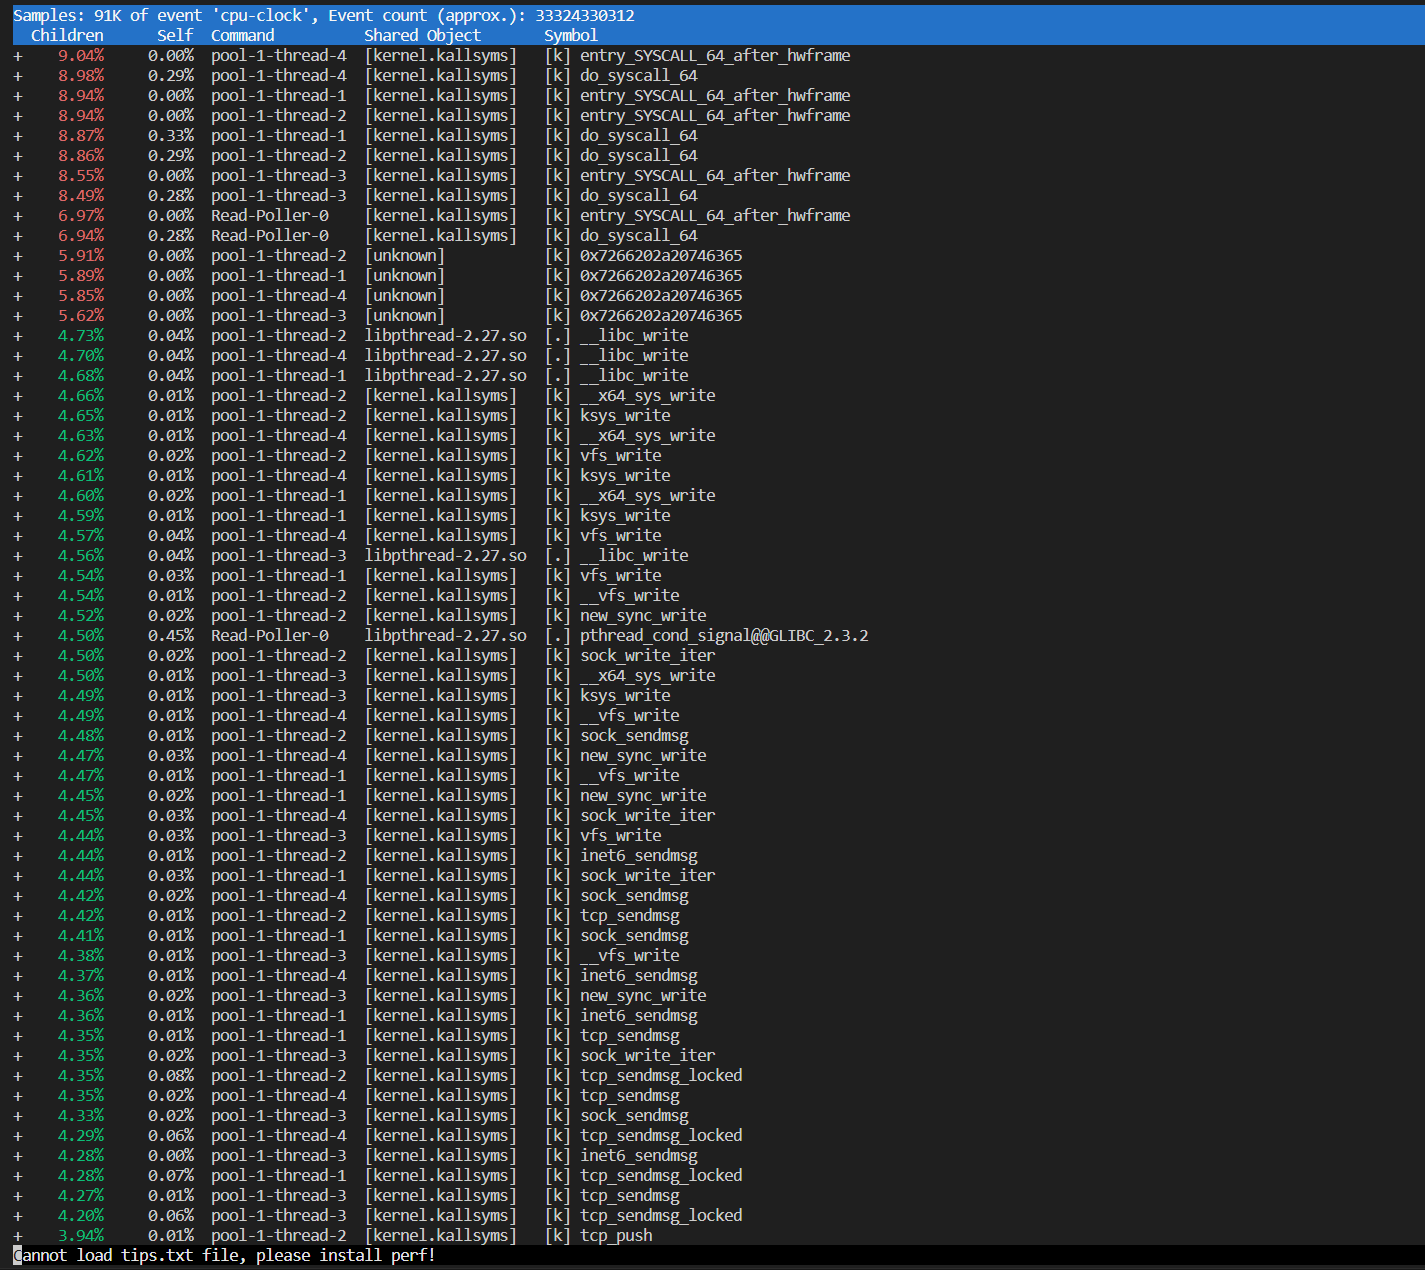 Samples: 91K of event 'cpu-clock', Event count (approx.): 33324330312
Children Self Command Shared Object Symbol
+ 9.04% 0.00% pool-1-thread-4 [kernel.kallsyms] [k] entry_SYSCALL_64_after_hwframe
+ 8.98% 0.29% pool-1-thread-4 [kernel.kallsyms] [k] do_syscall_64
+ 8.94% 0.00% pool-1-thread-1 [kernel.kallsyms] [k] entry_SYSCALL_64_after_hwframe
+ 8.94% 0.00% pool-1-thread-2 [kernel.kallsyms] [k] entry_SYSCALL_64_after_hwframe
+ 8.87% 0.33% pool-1-thread-1 [kernel.kallsyms] [k] do_syscall_64
+ 8.86% 0.29% pool-1-thread-2 [kernel.kallsyms] [k] do_syscall_64
+ 8.55% 0.00% pool-1-thread-3 [kernel.kallsyms] [k] entry_SYSCALL_64_after_hwframe
+ 8.49% 0.28% pool-1-thread-3 [kernel.kallsyms] [k] do_syscall_64
+ 6.97% 0.00% Read-Poller-0 [kernel.kallsyms] [k] entry_SYSCALL_64_after_hwframe
+ 6.94% 0.28% Read-Poller-0 [kernel.kallsyms] [k] do_syscall_64
+ 5.91% 0.00% pool-1-thread-2 [unknown] [k] 0x7266202a20746365
+ 5.89% 0.00% pool-1-thread-1 [unknown] [k] 0x7266202a20746365
+ 5.85% 0.00% pool-1-thread-4 [unknown] [k] 0x7266202a20746365
+ 5.62% 0.00% pool-1-thread-3 [unknown] [k] 0x7266202a20746365
+ 4.73% 0.04% pool-1-thread-2 libpthread-2.27.so [.] __libc_write
+ 4.70% 0.04% pool-1-thread-4 libpthread-2.27.so [.] __libc_write
+ 4.68% 0.04% pool-1-thread-1 libpthread-2.27.so [.] __libc_write
+ 4.66% 0.01% pool-1-thread-2 [kernel.kallsyms] [k] __x64_sys_write
+ 4.65% 0.01% pool-1-thread-2 [kernel.kallsyms] [k] ksys_write
+ 4.63% 0.01% pool-1-thread-4 [kernel.kallsyms] [k] __x64_sys_write
+ 4.62% 0.02% pool-1-thread-2 [kernel.kallsyms] [k] vfs_write
+ 4.61% 0.01% pool-1-thread-4 [kernel.kallsyms] [k] ksys_write
+ 4.60% 0.02% pool-1-thread-1 [kernel.kallsyms] [k] __x64_sys_write
+ 4.59% 0.01% pool-1-thread-1 [kernel.kallsyms] [k] ksys_write
+ 4.57% 0.04% pool-1-thread-4 [kernel.kallsyms] [k] vfs_write
+ 4.56% 0.04% pool-1-thread-3 libpthread-2.27.so [.] __libc_write
+ 4.54% 0.03% pool-1-thread-1 [kernel.kallsyms] [k] vfs_write
+ 4.54% 0.01% pool-1-thread-2 [kernel.kallsyms] [k] __vfs_write
+ 4.52% 0.02% pool-1-thread-2 [kernel.kallsyms] [k] new_sync_write
+ 4.50% 0.45% Read-Poller-0 libpthread-2.27.so [.] pthread_cond_signal@@GLIBC_2.3.2
+ 4.50% 0.02% pool-1-thread-2 [kernel.kallsyms] [k] sock_write_iter
+ 4.50% 0.01% pool-1-thread-3 [kernel.kallsyms] [k] __x64_sys_write
+ 4.49% 0.01% pool-1-thread-3 [kernel.kallsyms] [k] ksys_write
+ 4.49% 0.01% pool-1-thread-4 [kernel.kallsyms] [k] __vfs_write
+ 4.48% 0.01% pool-1-thread-2 [kernel.kallsyms] [k] sock_sendmsg
+ 4.47% 0.03% pool-1-thread-4 [kernel.kallsyms] [k] new_sync_write
+ 4.47% 0.01% pool-1-thread-1 [kernel.kallsyms] [k] __vfs_write
+ 4.45% 0.02% pool-1-thread-1 [kernel.kallsyms] [k] new_sync_write
+ 4.45% 0.03% pool-1-thread-4 [kernel.kallsyms] [k] sock_write_iter
+ 4.44% 0.03% pool-1-thread-3 [kernel.kallsyms] [k] vfs_write
+ 4.44% 0.01% pool-1-thread-2 [kernel.kallsyms] [k] inet6_sendmsg
+ 4.44% 0.03% pool-1-thread-1 [kernel.kallsyms] [k] sock_write_iter
+ 4.42% 0.02% pool-1-thread-4 [kernel.kallsyms] [k] sock_sendmsg
+ 4.42% 0.01% pool-1-thread-2 [kernel.kallsyms] [k] tcp_sendmsg
+ 4.41% 0.01% pool-1-thread-1 [kernel.kallsyms] [k] sock_sendmsg
+ 4.38% 0.01% pool-1-thread-3 [kernel.kallsyms] [k] __vfs_write
+ 4.37% 0.01% pool-1-thread-4 [kernel.kallsyms] [k] inet6_sendmsg
+ 4.36% 0.02% pool-1-thread-3 [kernel.kallsyms] [k] new_sync_write
+ 4.36% 0.01% pool-1-thread-1 [kernel.kallsyms] [k] inet6_sendmsg
+ 4.35% 0.01% pool-1-thread-1 [kernel.kallsyms] [k] tcp_sendmsg
+ 4.35% 0.02% pool-1-thread-3 [kernel.kallsyms] [k] sock_write_iter
+ 4.35% 0.08% pool-1-thread-2 [kernel.kallsyms] [k] tcp_sendmsg_locked
+ 4.35% 0.02% pool-1-thread-4 [kernel.kallsyms] [k] tcp_sendmsg
+ 4.33% 0.02% pool-1-thread-3 [kernel.kallsyms] [k] sock_sendmsg
+ 4.29% 0.06% pool-1-thread-4 [kernel.kallsyms] [k] tcp_sendmsg_locked
+ 4.28% 0.00% pool-1-thread-3 [kernel.kallsyms] [k] inet6_sendmsg
+ 4.28% 0.07% pool-1-thread-1 [kernel.kallsyms] [k] tcp_sendmsg_locked
+ 4.27% 0.01% pool-1-thread-3 [kernel.kallsyms] [k] tcp_sendmsg
+ 4.20% 0.06% pool-1-thread-3 [kernel.kallsyms] [k] tcp_sendmsg_locked
+ 3.94% 0.01% pool-1-thread-2 [kernel.kallsyms] [k] tcp_push
Cannot load tips.txt file, please install perf!